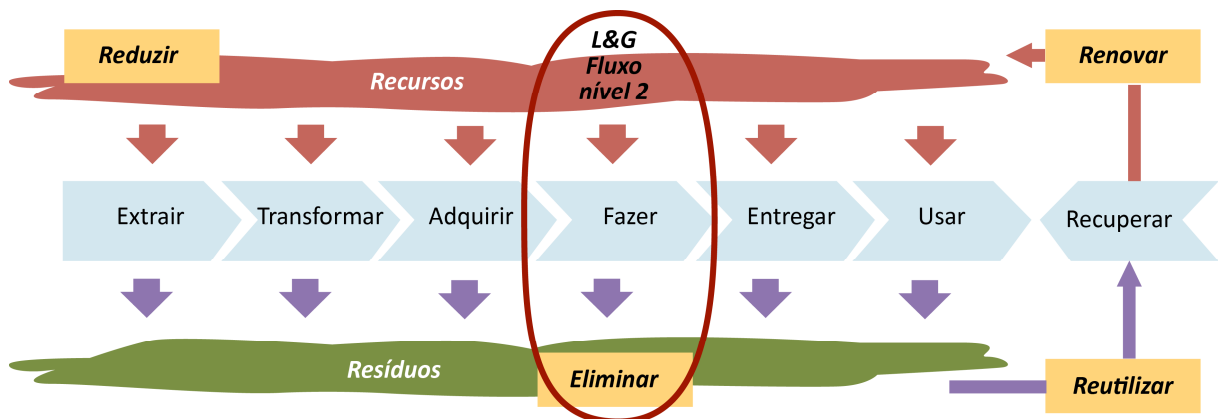 Reduzir
L&G
Fluxo
nível 2
Renovar
Recursos
Extrair
Transformar
Adquirir
Fazer
Entregar
Usar
Recuperar
Resíduos
Eliminar
Reutilizar